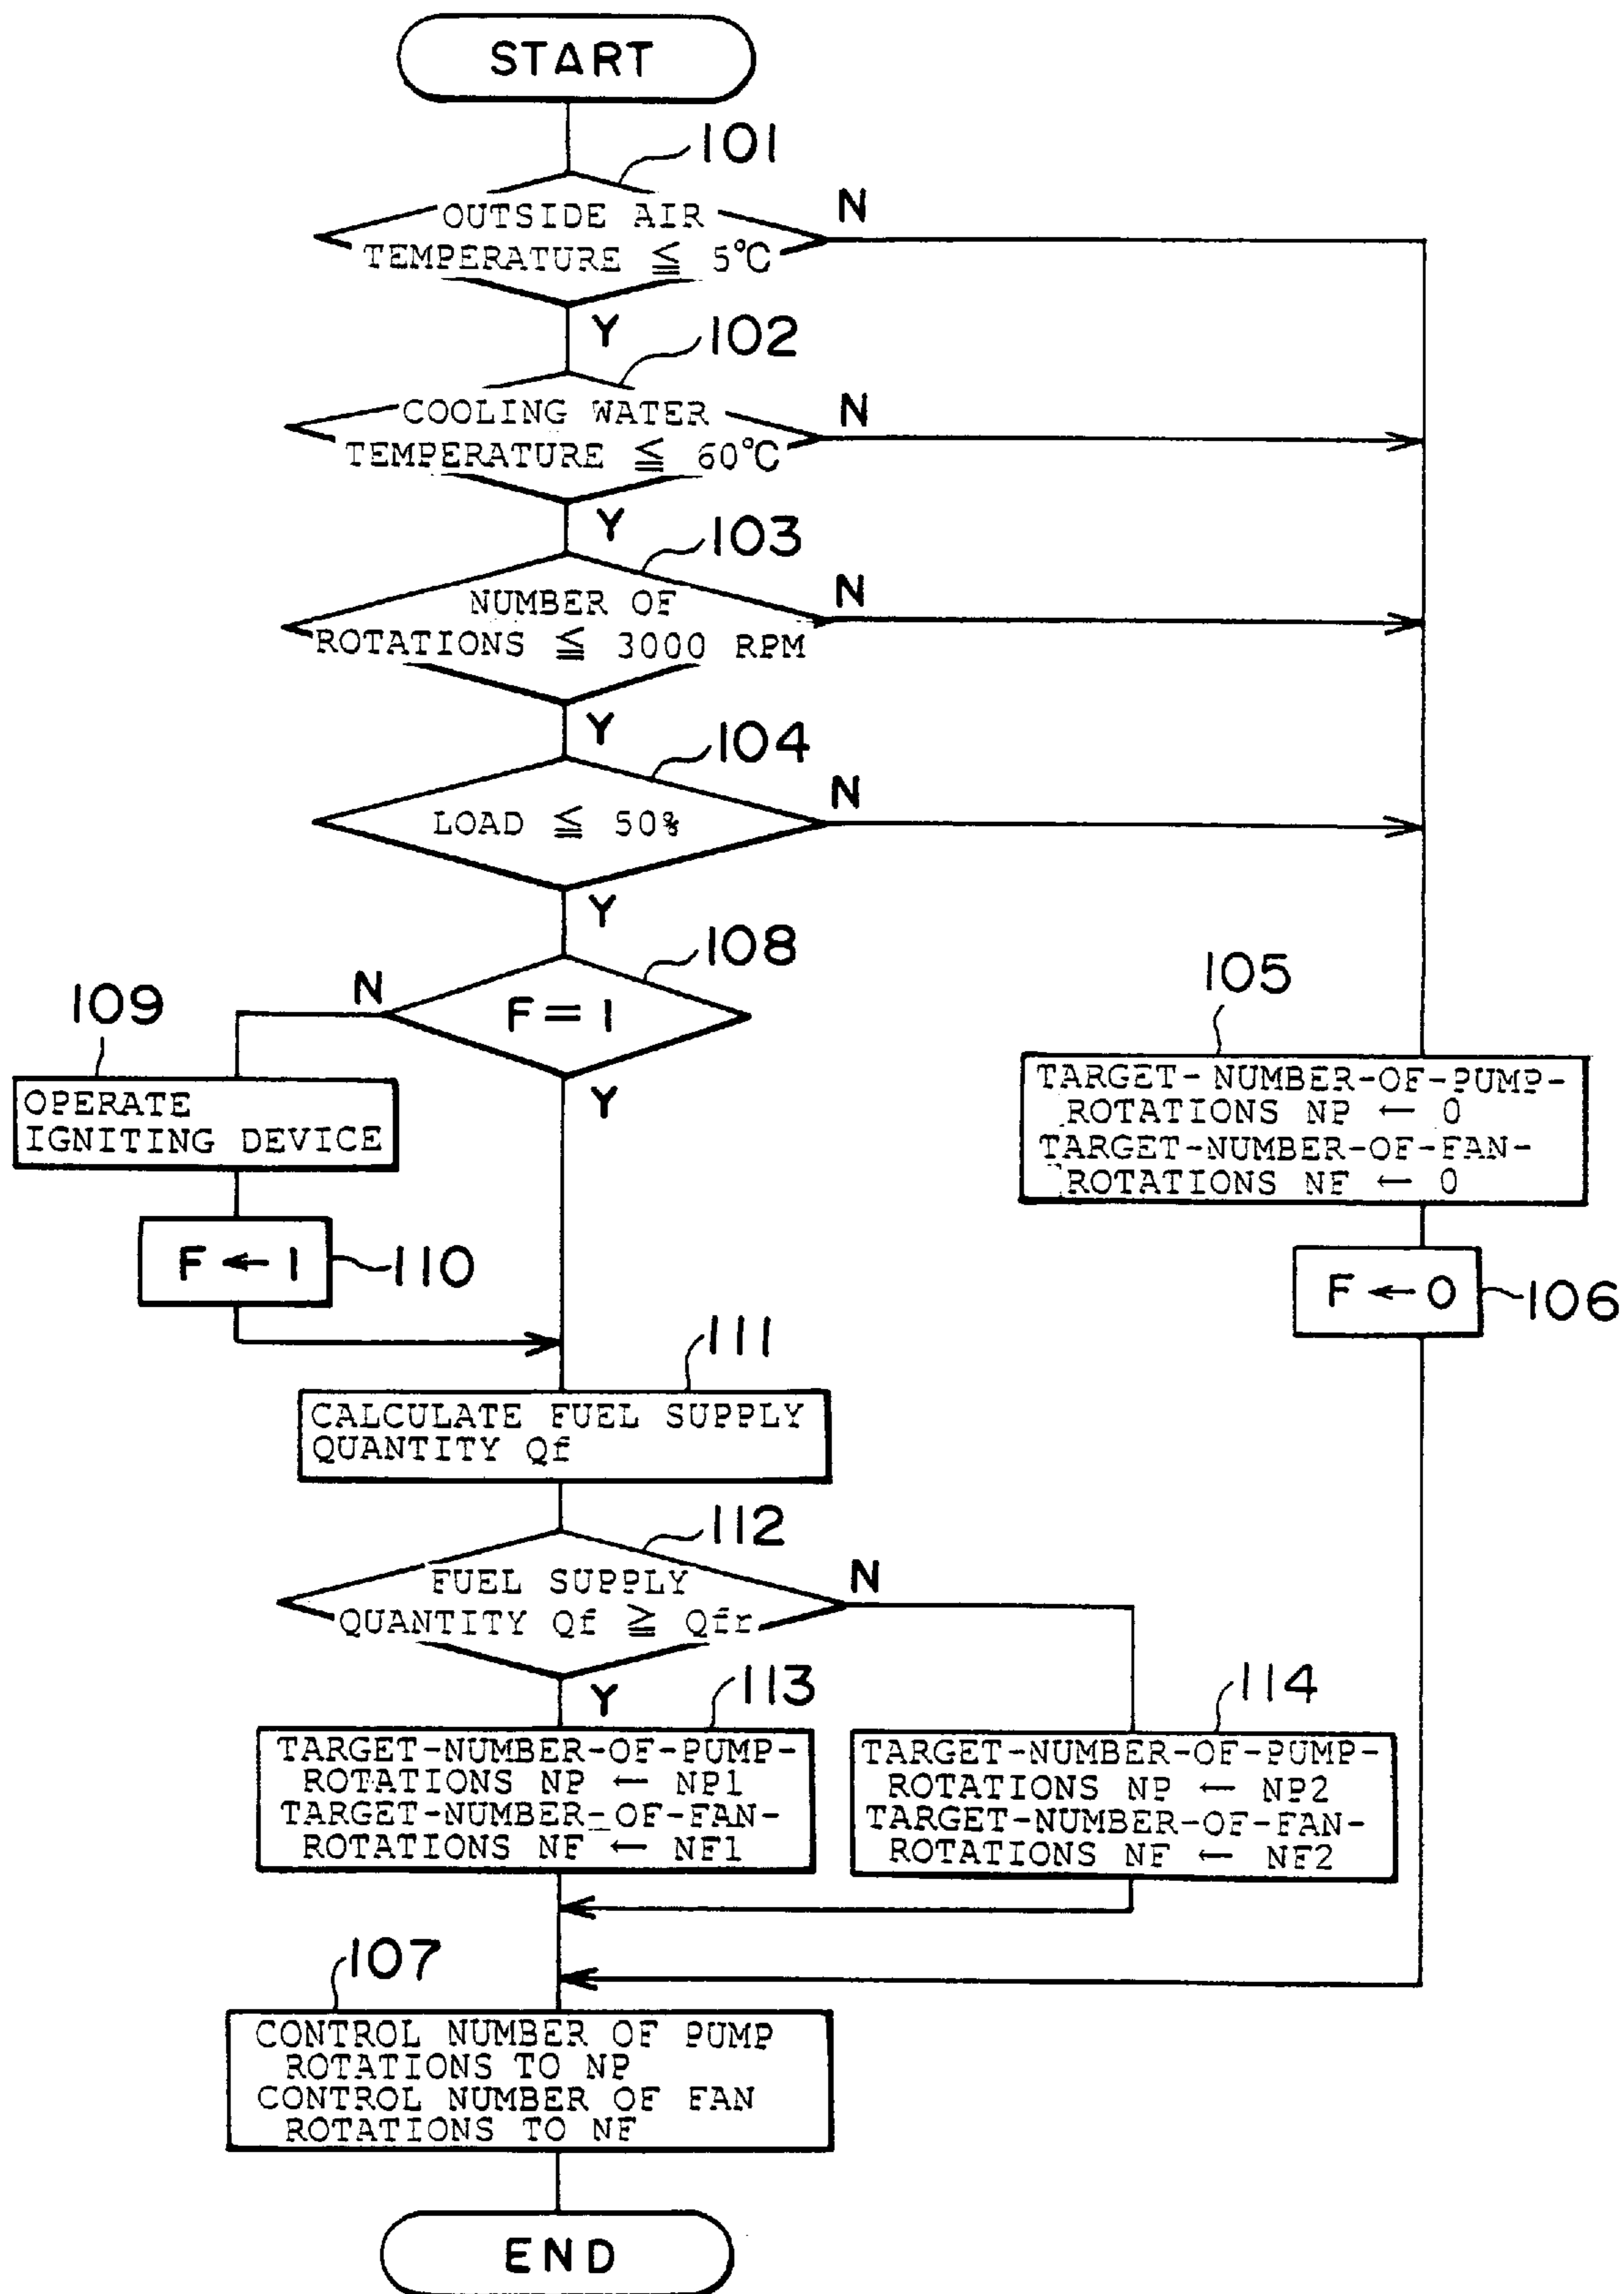 START
101
OUTSIDE AIR
TEMPERATURE ≦ 5°C
N
Y
102
COOLING WATER
TEMPERATURE ≦ 60°C
N
Y
103
NUMBER OF
ROTATIONS ≦ 3000 RPM
N
Y
104
LOAD ≦ 50%
N
Y
108
F = 1
N
Y
109
OPERATE
IGNITING DEVICE
F ← 1
110
105
TARGET-NUMBER-OF-PUMP-
ROTATIONS NP ← 0
TARGET-NUMBER-OF-FAN-
ROTATIONS NF ← 0
F ← 0
106
111
CALCULATE FUEL SUPPLY
QUANTITY Qf
112
FUEL SUPPLY
QUANTITY Qf ≧ Qfr
N
Y
113
TARGET-NUMBER-OF-PUMP-
ROTATIONS NP ← NP1
TARGET-NUMBER-OF-FAN-
ROTATIONS NF ← NF1
114
TARGET-NUMBER-OF-PUMP-
ROTATIONS NP ← NP2
TARGET-NUMBER-OF-FAN-
ROTATIONS NF ← NF2
107
CONTROL NUMBER OF PUMP
ROTATIONS TO NP
CONTROL NUMBER OF FAN
ROTATIONS TO NF
END